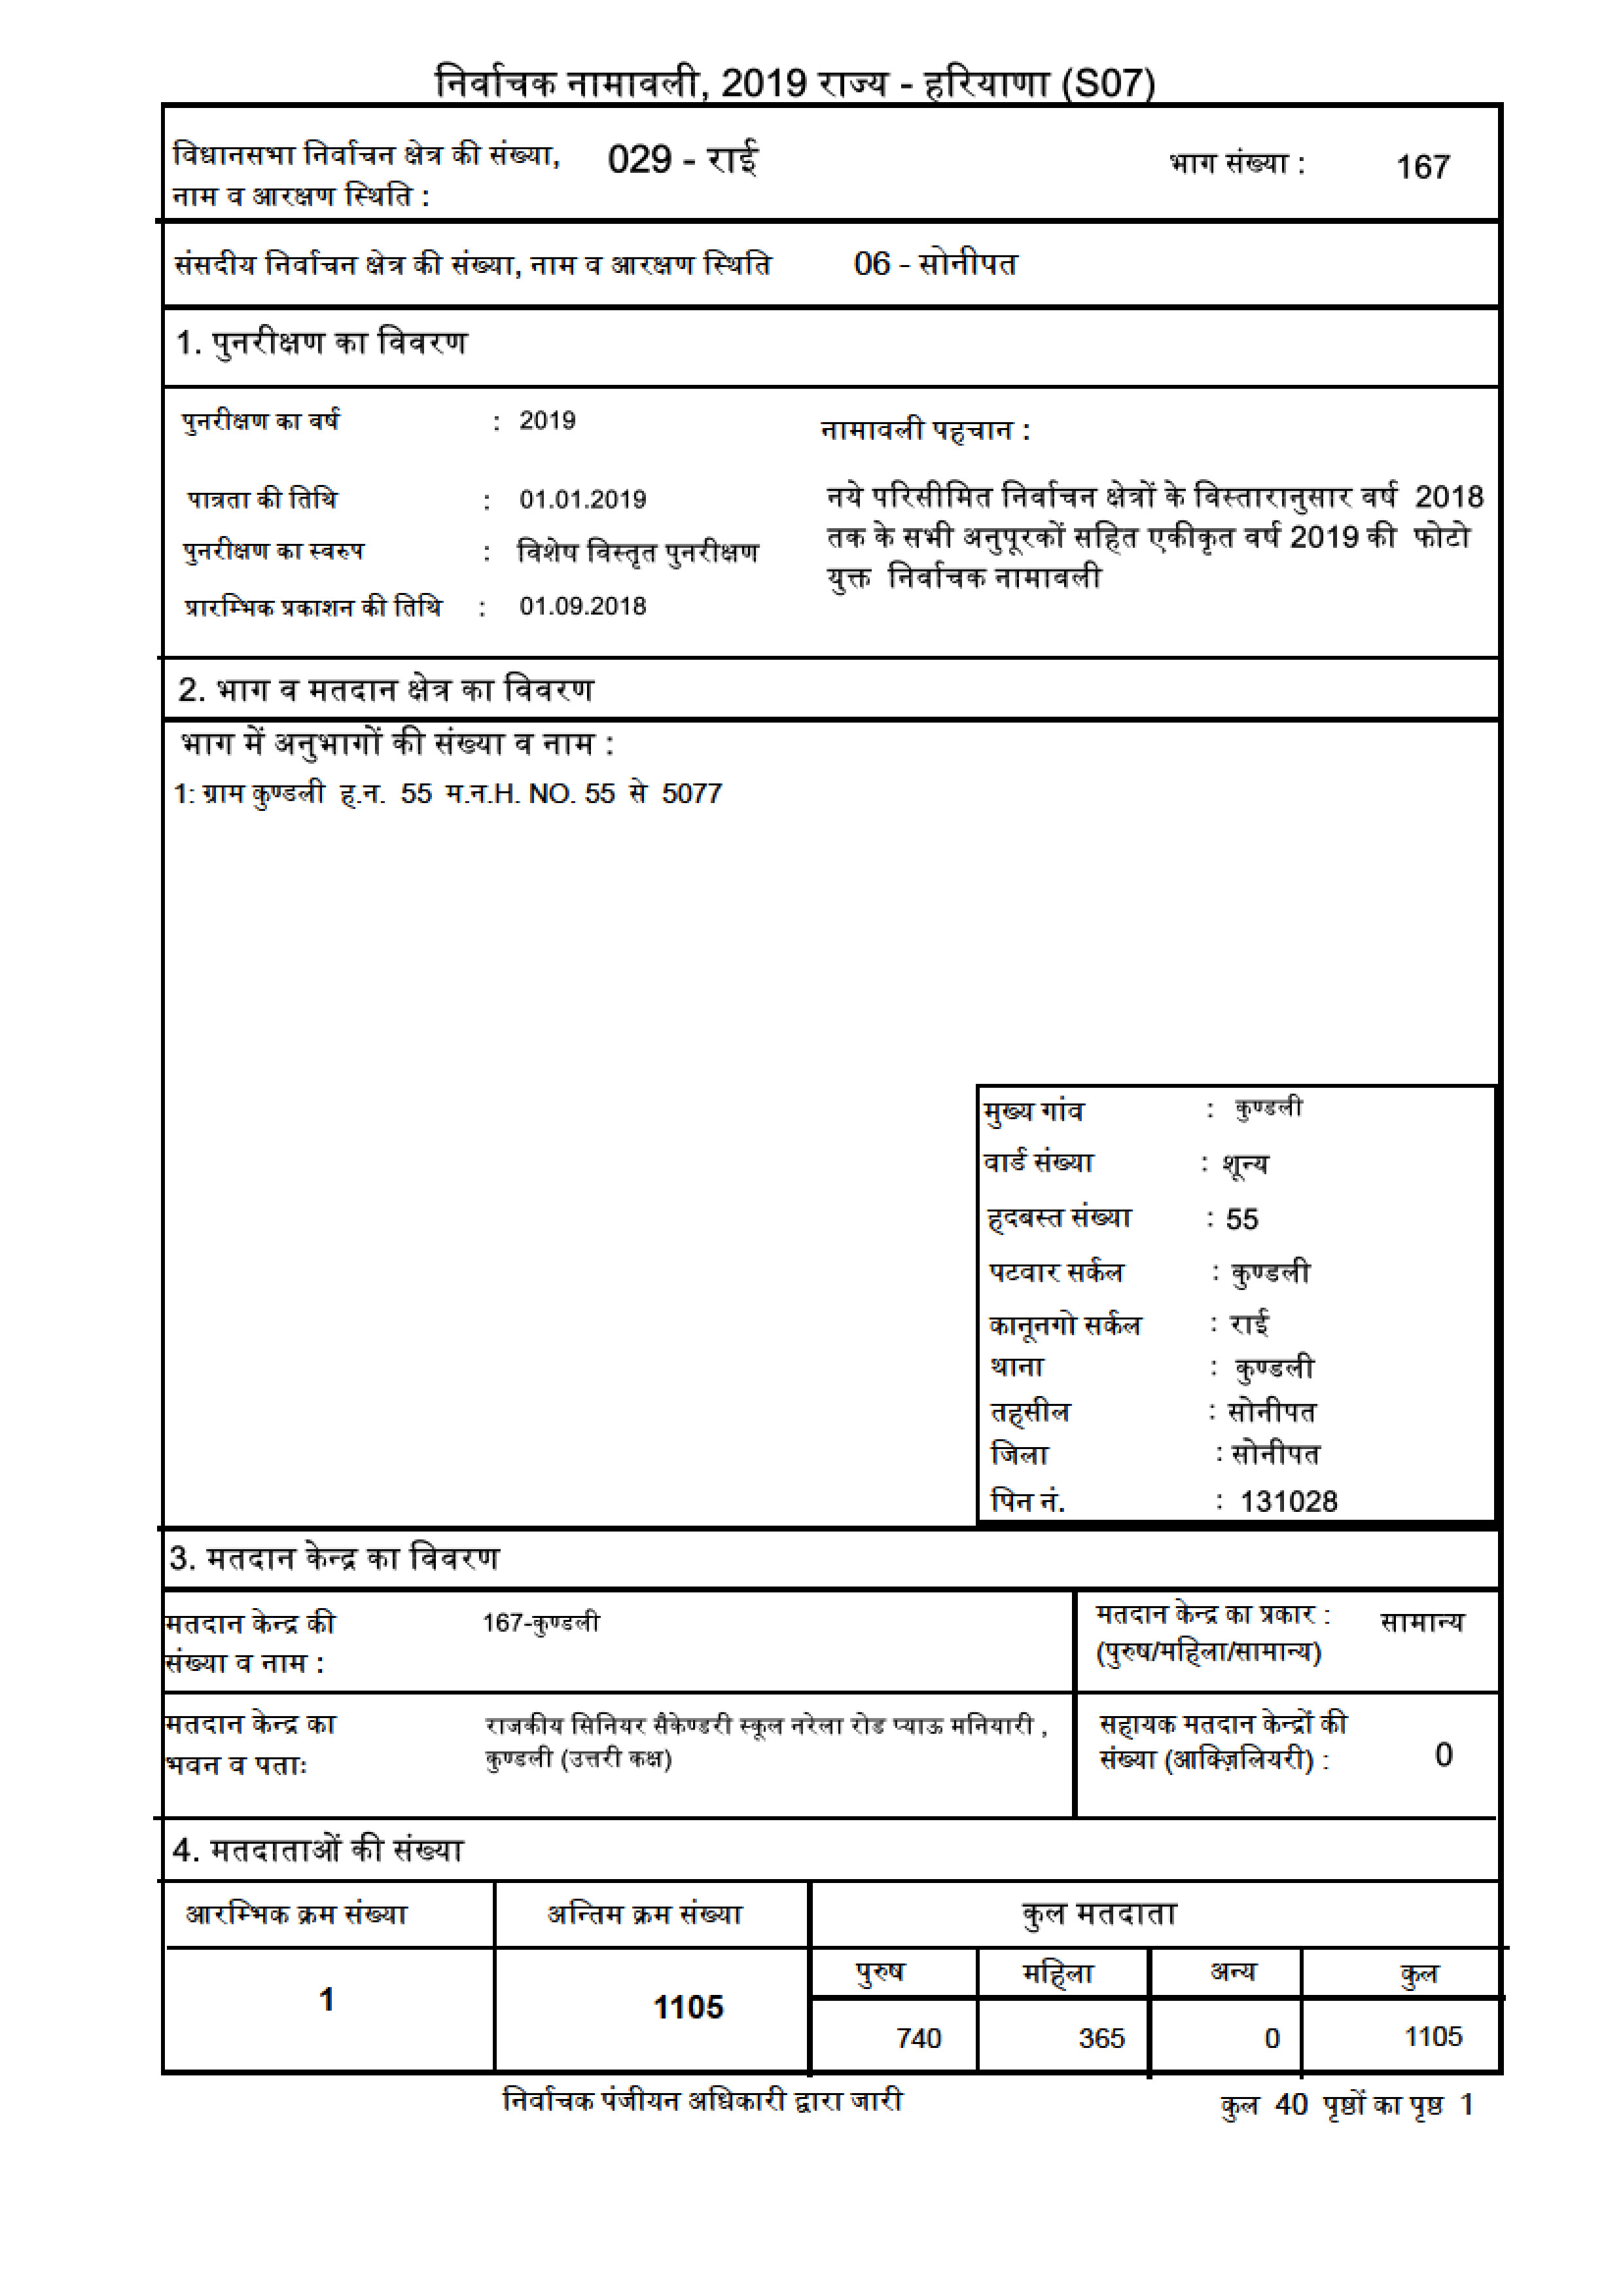 निर्वाचक नामावली, 2019 राज्य - हरियाणा (S07)
विधानसभा निर्वाचन क्षेत्र की संख्या, 029 - राई भाग संख्या : 167
नाम व आरक्षण स्थिति :
संसदीय निर्वाचन क्षेत्र की संख्या, नाम व आरक्षण स्थिति 06 - सोनीपत
1. पुनरीक्षण का विवरण
पुनरीक्षण का वर्ष : 2019
पात्रता की तिथि : 01.01.2019
पुनरीक्षण का स्वरुप : विशेष विस्तृत पुनरीक्षण
प्रारम्भिक प्रकाशन की तिथि : 01.09.2018
नामावली पहचान :
नये परिसीमित निर्वाचन क्षेत्रों के विस्तारानुसार वर्ष 2018
तक के सभी अनुपूरकों सहित एकीकृत वर्ष 2019 की फोटो
युक्त निर्वाचक नामावली
2. भाग व मतदान क्षेत्र का विवरण
भाग में अनुभागों की संख्या व नाम :
1: ग्राम कुण्डली ह.न. 55 म.न.H. NO. 55 से 5077
मुख्य गांव : कुण्डली
वार्ड संख्या : शून्य
हदबस्त संख्या : 55
पटवार सर्कल : कुण्डली
कानूनगो सर्कल : राई
थाना : कुण्डली
तहसील : सोनीपत
जिला : सोनीपत
पिन नं. : 131028
3. मतदान केन्द्र का विवरण
मतदान केन्द्र की 167-कुण्डली
संख्या व नाम :
मतदान केन्द्र का प्रकार : सामान्य
(पुरुष/महिला/सामान्य)
मतदान केन्द्र का
भवन व पताः
राजकीय सिनियर सैकेण्डरी स्कूल नरेला रोड प्याऊ मनियारी ,
कुण्डली (उत्तरी कक्ष)
सहायक मतदान केन्द्रों की
संख्या (आक्ज़िलियरी) : 0
4. मतदाताओं की संख्या
आरम्भिक क्रम संख्या अन्तिम क्रम संख्या कुल मतदाता
पुरुष महिला अन्य कुल
1 1105 740 365 0 1105
निर्वाचक पंजीयन अधिकारी द्वारा जारी कुल 40 पृष्ठों का पृष्ठ 1